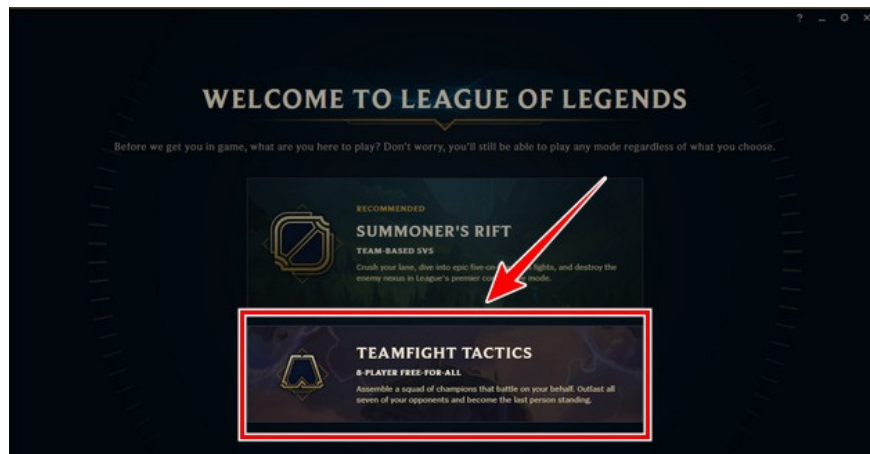 ?
WELCOME TO LEAGUE OF LEGENDS
Before we get you in game, what are you here to play? Don't worry, you'll still be able to play any mode regardless of what you choose.
RECOMMENDED
SUMMONER'S RIFT
TEAM-BASED 5V5
Crush your lane, dive into epic five-on fights, and destroy the
enemy nexus in League's premier mode.
TEAMFIGHT TACTICS
8-PLAYER FREE-FOR-ALL
Assemble a squad of champions that battle on your behalf. Outlast all
seven of your opponents and become the last person standing.